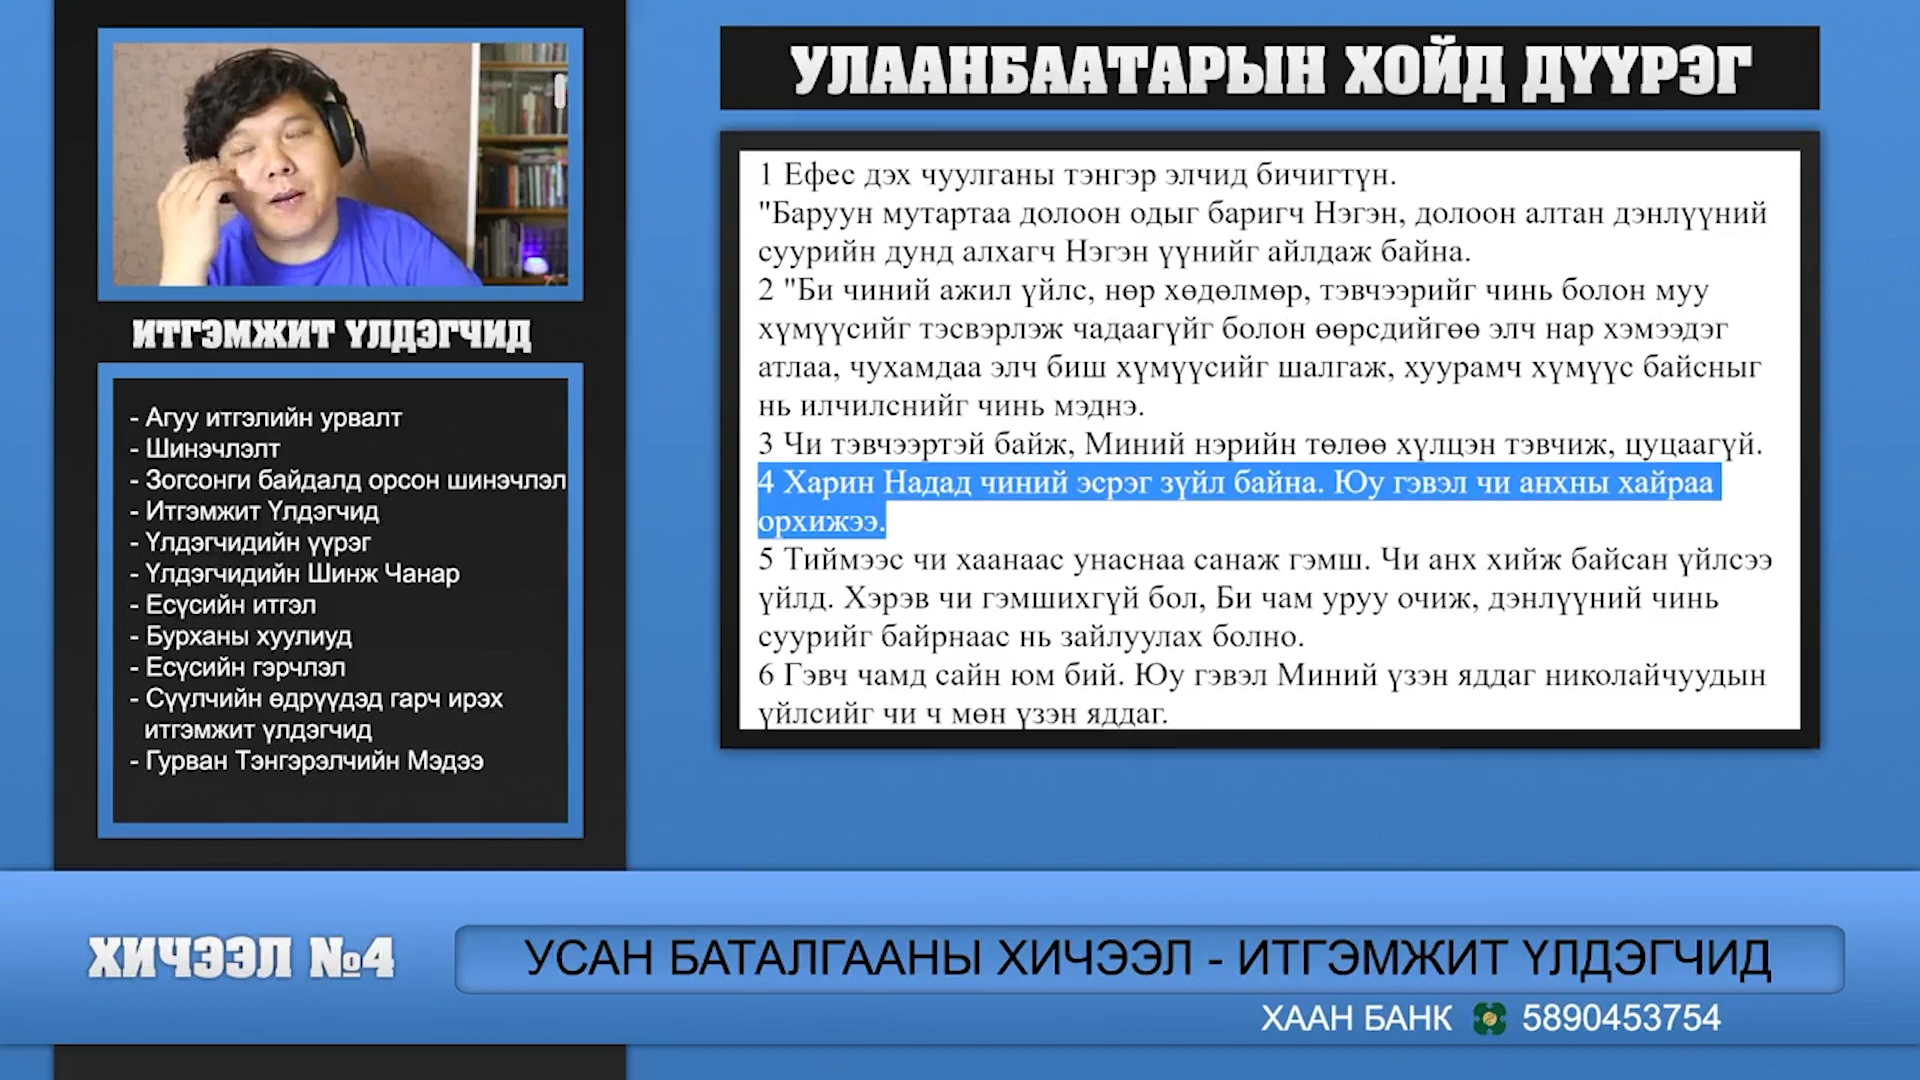 УЛААНБААТАРЫН ХОЙД ДҮҮРЭГ
ИТГЭМЖИТ ҮЛДЭГЧИД
- Агуу итгэлийн урвалт
- Шинэчлэлт
- Зогсонги байдалд орсон шинэчлэл
- Итгэмжит Үлдэгчид
- Үлдэгчидийн үүрэг
- Үлдэгчидийн Шинж Чанар
- Есүсийн итгэл
- Бурханы хуулиуд
- Есүсийн гэрчлэл
- Сүүлчийн өдрүүдэд гарч ирэх
итгэмжит үлдэгчид
- Гурван Тэнгэрэлчийн Мэдээ
1 Ефес дэх чуулганы тэнгэр элчид бичигтүн.
"Баруун мутартаа долоон одыг баригч Нэгэн, долоон алтан дэнлүүний
суурийн дунд алхагч Нэгэн үүнийг айлдаж байна.
2 "Би чиний ажил үйлс, нөр хөдөлмөр, тэвчээрийг чинь болон муу
хүмүүсийг тэсвэрлэж чадаагүйг болон өөрсдийгөө элч нар хэмээдэг
атлаа, чухамдаа элч биш хүмүүсийг шалгаж, хуурамч хүмүүс байсныг
нь илчилснийг чинь мэднэ.
3 Чи тэвчээртэй байж, Миний нэрийн төлөө хүлцэн тэвчиж, цуцаагүй.
4 Харин Надад чиний эсрэг зүйл байна. Юу гэвэл чи анхны хайраа
орхижээ.
5 Тиймээс чи хаанаас унаснаа санаж гэмш. Чи анх хийж байсан үйлсээ
үйлд. Хэрэв чи гэмшихгүй бол, Би чам уруу очиж, дэнлүүний чинь
суурийг байрнаас нь зайлуулах болно.
6 Гэвч чамд сайн юм бий. Юу гэвэл Миний үзэн яддаг николайчуудын
үйлсийг чи ч мөн үзэн яддаг.
ХИЧЭЭЛ №4
УСАН БАТАЛГААНЫ ХИЧЭЭЛ - ИТГЭМЖИТ ҮЛДЭГЧИД
ХААН БАНК 5890453754